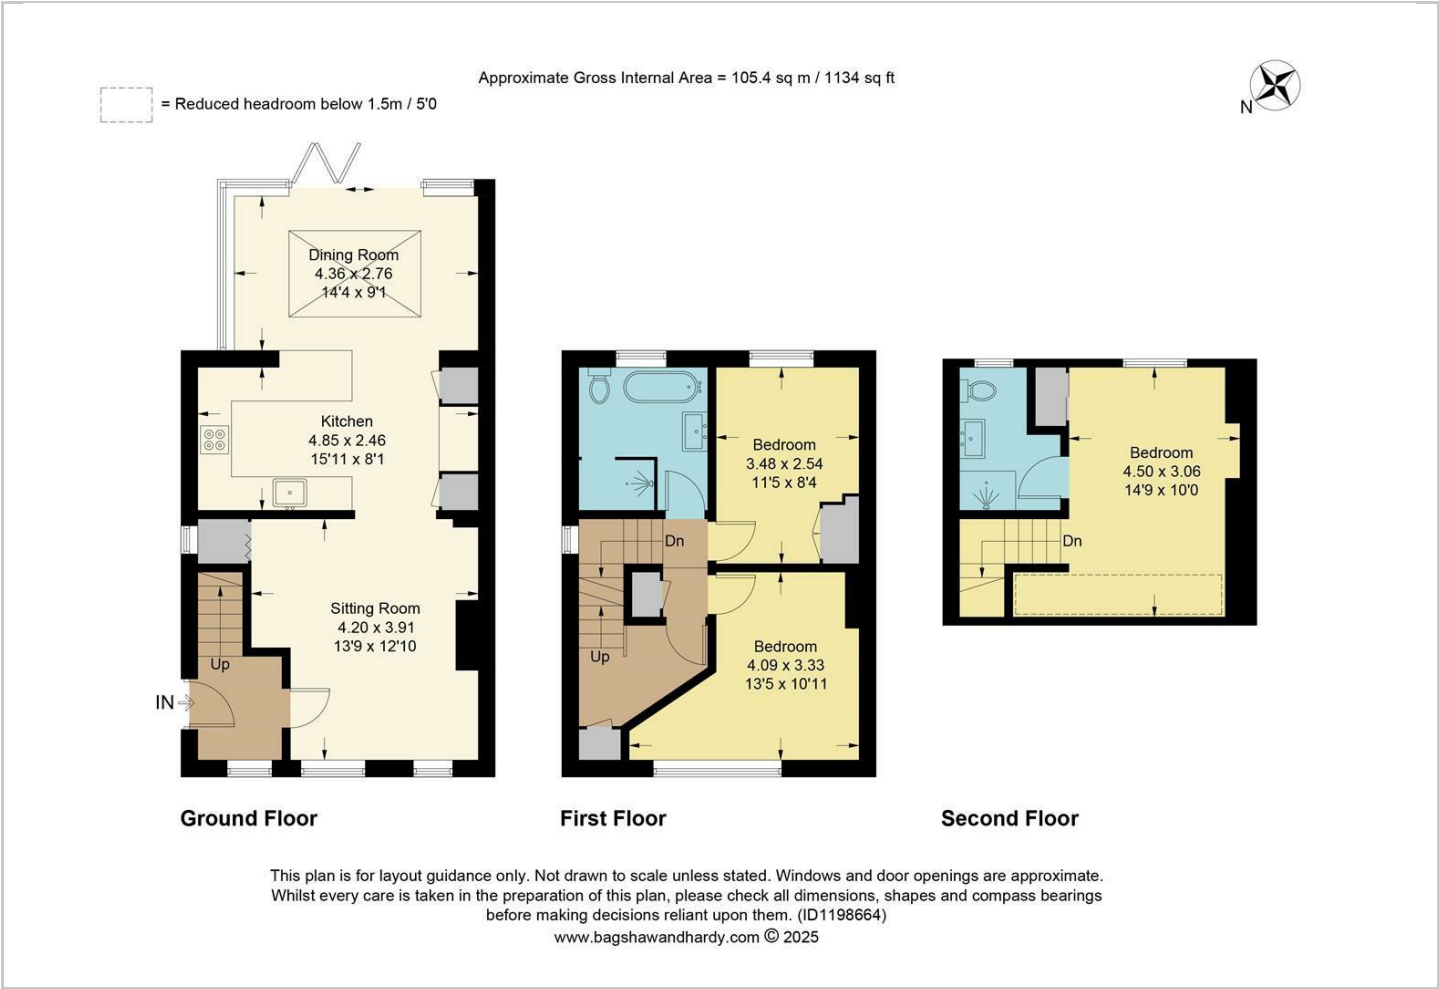 Approximate Gross Internal Area = 105.4 sq m / 1134 sq ft
= Reduced headroom below 1.5m / 5'0
N
Dining Room
4.36 x 2.76
14'4 x 9'1
Kitchen
4.85 x 2.46
15'11 x 8'1
Sitting Room
4.20 x 3.91
13'9 x 12'10
Up
IN
Ground Floor
Bedroom
3.48 x 2.54
11'5 x 8'4
Dn
Up
Bedroom
4.09 x 3.33
13'5 x 10'11
First Floor
Bedroom
4.50 x 3.06
14'9 x 10'0
Dn
Second Floor
This plan is for layout guidance only. Not drawn to scale unless stated. Windows and door openings are approximate.
Whilst every care is taken in the preparation of this plan, please check all dimensions, shapes and compass bearings
before making decisions reliant upon them. (ID1198664)
www.bagshawandhardy.com © 2025